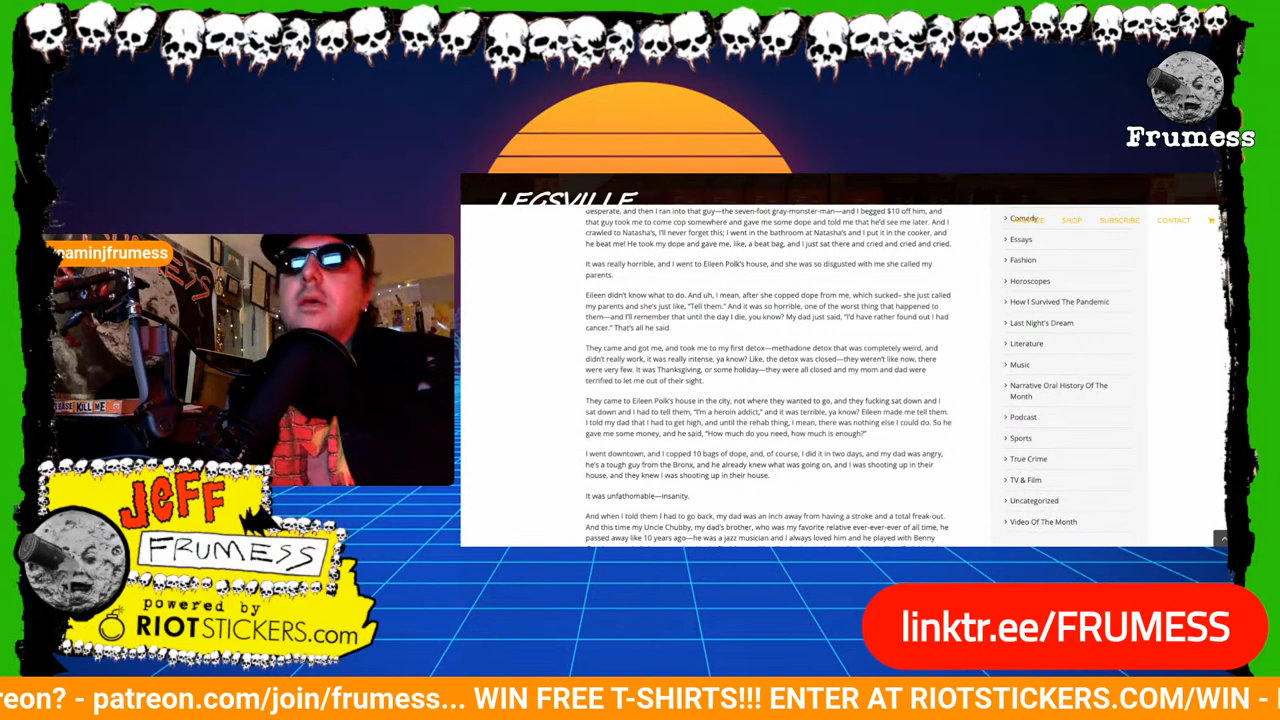 Frumess
LEGSVILLE
desperate, and then I ran into that guy—the seven-foot gray-monster-man—and I begged $10 off him, and
that guy took me to come cop somewhere and gave me some dope and told me that he'd see me later. And I
crawled to Natasha's, I'll never forget this; I went in the bathroom at Natasha's and I put it in the cooker, and
he beat me! He took my dope and gave me, like, a beat bag, and I just sat there and cried and cried and cried.
It was really horrible, and I went to Eileen Polk's house, and she was so disgusted with me she called my
parents.
Eileen didn't know what to do. And uh, I mean, after she copped dope from me, which sucked– she just called
my parents and she's just like, "Tell them." And it was so horrible, one of the worst thing that happened to
them—and I'll remember that until the day I die, you know? My dad just said, "I'd have rather found out I had
cancer." That's all he said.
They came and got me, and took me to my first detox—methadone detox that was completely weird, and
didn't really work, it was really intense, ya know? Like, the detox was closed—they weren't like now, there
were very few. It was Thanksgiving, or some holiday—they were all closed and my mom and dad were
terrified to let me out of their sight.
They came to Eileen Polk's house in the city, not where they wanted to go, and they fucking sat down and I
sat down and I had to tell them, "I'm a heroin addict," and it was terrible, ya know? Eileen made me tell them.
I told my dad that I had to get high, and until the rehab thing, I mean, there was nothing else I could do. So he
gave me some money, and he said, "How much do you need, how much is enough?"
I went downtown, and I copped 10 bags of dope, and, of course, I did it in two days, and my dad was angry,
he's a tough guy from the Bronx, and he already knew what was going on, and I was shooting up in their
house, and they knew I was shooting up in their house.
It was unfathomable—insanity.
And when I told them I had to go back, my dad was an inch away from having a stroke and a total freak-out.
And this time my Uncle Chubby, my dad's brother, who was my favorite relative ever-ever-ever of all time, he
passed away like 10 years ago—he was a jazz musician and I always loved him and he played with Benny
SHOP
SUBSCRIBE
CONTACT
Comedy
Essays
Fashion
Horoscopes
How I Survived The Pandemic
Last Night's Dream
Literature
Music
Narrative Oral History Of The
Month
Podcast
Sports
True Crime
TV & Film
Uncategorized
Video Of The Month
eaminjfrumess
LEASE KILL ME
JEFF
FRUMESS
powered by
RIOTSTICKERS.com
linktr.ee/FRUMESS
reon? - patreon.com/join/frumess... WIN FREE T-SHIRTS!!! ENTER AT RIOTSTICKERS.COM/WIN -